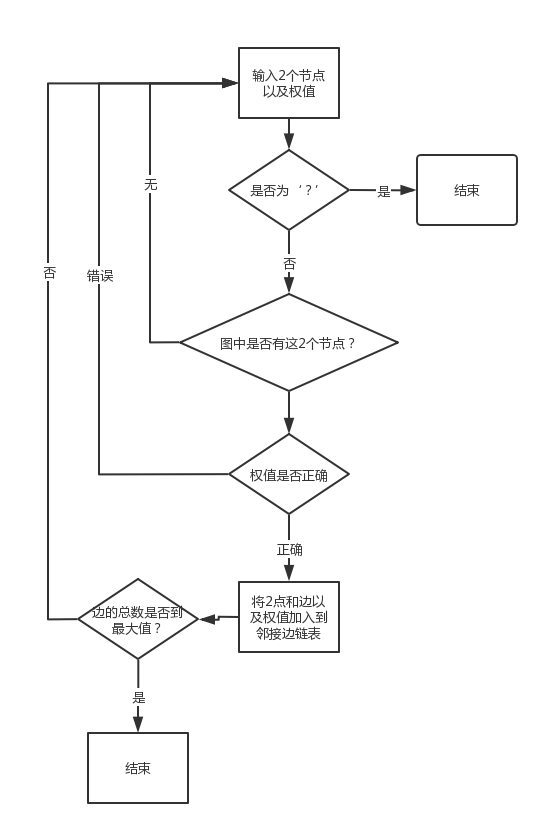 输入2个节点
以及权值
是否为‘？’
是
结束
无
否
否
错误
图中是否有这2个节点？
权值是否正确
正确
将2点和边以
及权值加入到
邻接边链表
边的总数是否到
最大值？
是
结束